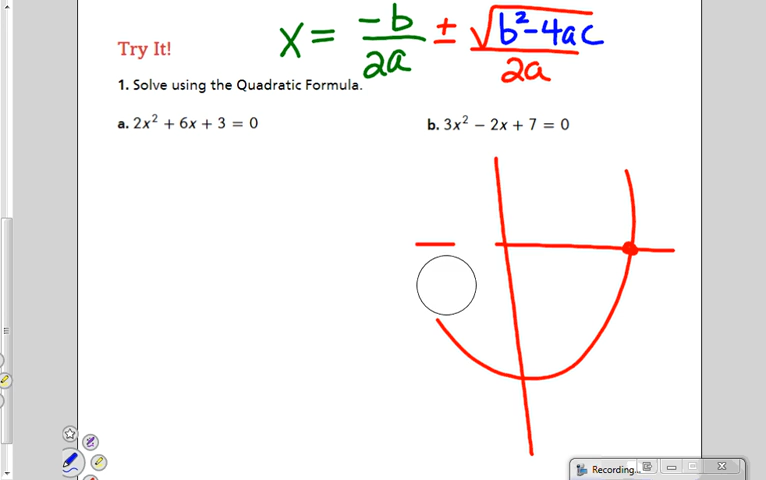 x = -b/2a ± √(b² - 4ac)/2a
Try It!
1. Solve using the Quadratic Formula.
a. 2x² + 6x + 3 = 0
b. 3x² − 2x + 7 = 0
Recording...